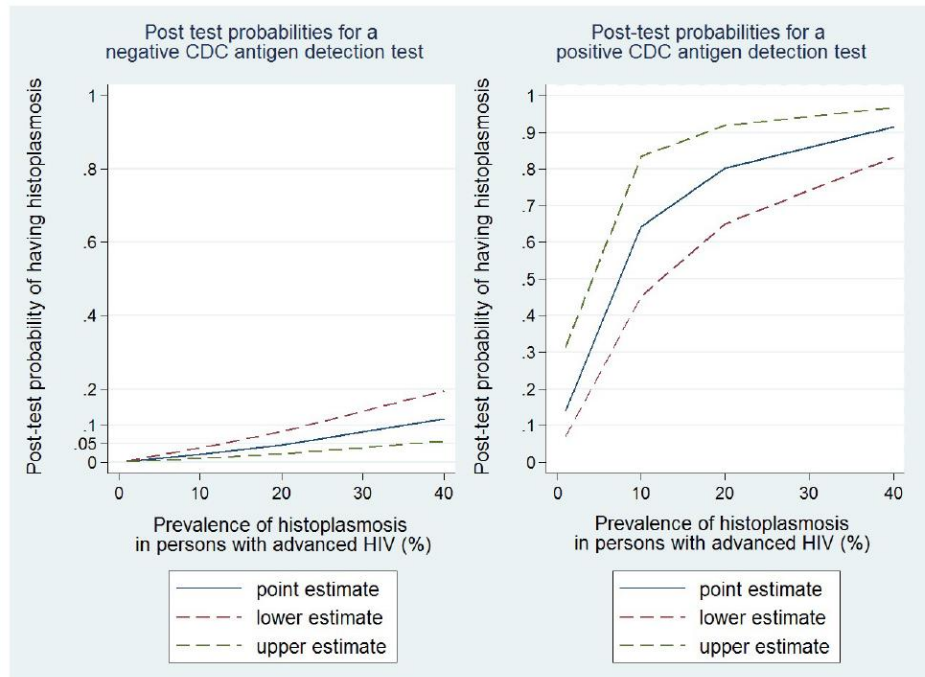 Post test probabilities for a
negative CDC antigen detection test
Post-test probability of having histoplasmosis
1
.8
.6
.4
.2
.1
.05
0
0
10
20
30
40
Prevalence of histoplasmosis
in persons with advanced HIV (%)
point estimate
lower estimate
upper estimate
Post-test probabilities for a
positive CDC antigen detection test
Post-test probability of having histoplasmosis
1
.9
.8
.7
.6
.5
.4
.3
.2
.1
0
0
10
20
30
40
Prevalence of histoplasmosis
in persons with advanced HIV (%)
point estimate
lower estimate
upper estimate